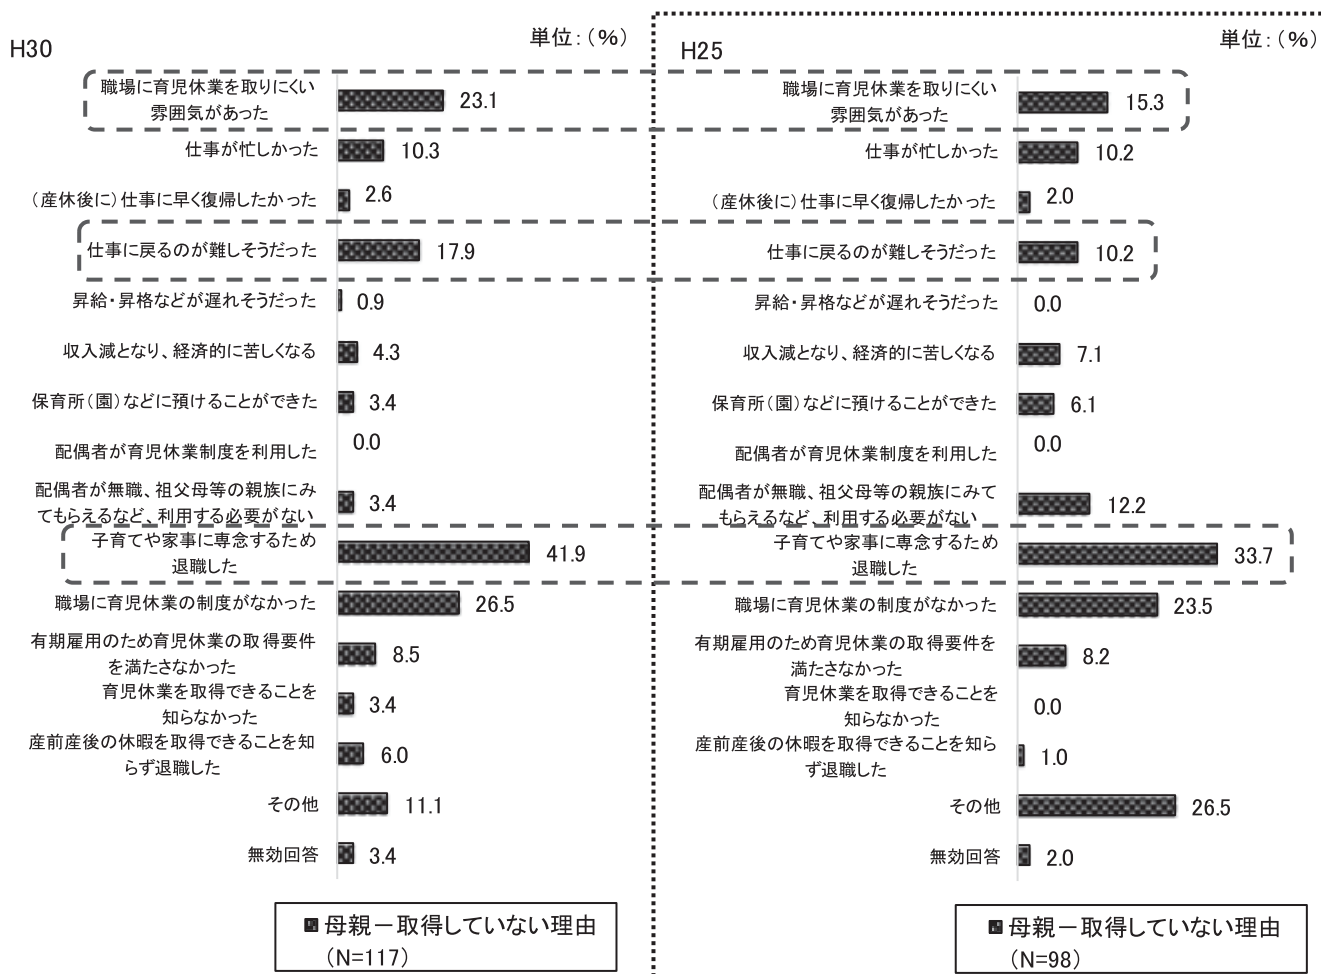 H30
単位：（%）
職場に育児休業を取りにくい
雰囲気があった
23.1
仕事が忙しかった
10.3
（産休後に）仕事に早く復帰したかった
2.6
仕事に戻るのが難しそうだった
17.9
昇給・昇格などが遅れそうだった
0.9
収入減となり、経済的に苦しくなる
4.3
保育所（園）などに預けることができた
3.4
配偶者が育児休業制度を利用した
0.0
配偶者が無職、祖父母等の親族にみ
てもらえるなど、利用する必要がない
3.4
子育てや家事に専念するため
退職した
41.9
職場に育児休業の制度がなかった
26.5
有期雇用のため育児休業の取得要件
を満たさなかった
8.5
育児休業を取得できることを
知らなかった
3.4
産前産後の休暇を取得できることを知
らず退職した
6.0
その他
11.1
無効回答
3.4
母親－取得していない理由
（N=117）
H25
単位：（%）
職場に育児休業を取りにくい
雰囲気があった
15.3
仕事が忙しかった
10.2
（産休後に）仕事に早く復帰したかった
2.0
仕事に戻るのが難しそうだった
10.2
昇給・昇格などが遅れそうだった
0.0
収入減となり、経済的に苦しくなる
7.1
保育所（園）などに預けることができた
6.1
配偶者が育児休業制度を利用した
0.0
配偶者が無職、祖父母等の親族にみて
もらえるなど、利用する必要がない
12.2
子育てや家事に専念するため
退職した
33.7
職場に育児休業の制度がなかった
23.5
有期雇用のため育児休業の取得要件を
満たさなかった
8.2
育児休業を取得できることを
知らなかった
0.0
産前産後の休暇を取得できることを知ら
ず退職した
1.0
その他
26.5
無効回答
2.0
母親－取得していない理由
（N=98）